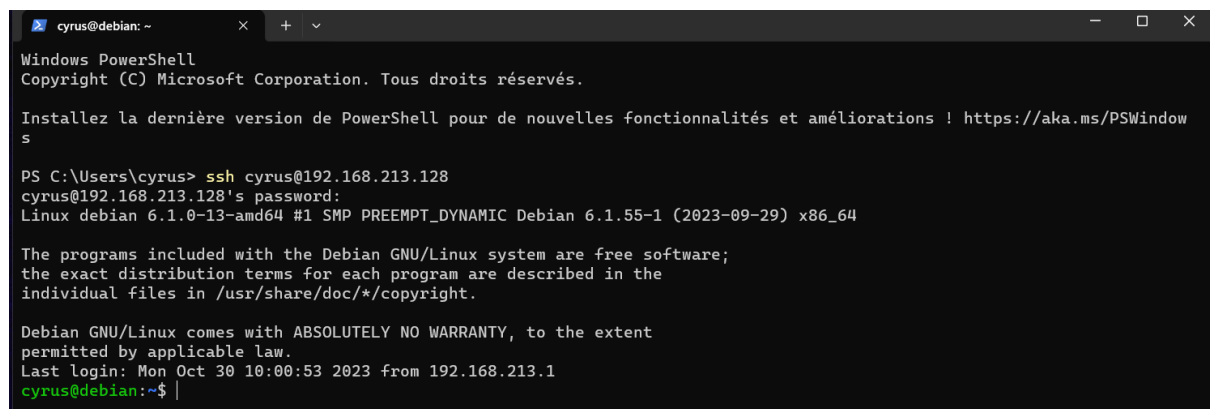 cyrus@debian: ~
Windows PowerShell
Copyright (C) Microsoft Corporation. Tous droits réservés.
Installez la dernière version de PowerShell pour de nouvelles fonctionnalités et améliorations ! https://aka.ms/PSWindow
s
PS C:\Users\cyrus> ssh cyrus@192.168.213.128
cyrus@192.168.213.128's password:
Linux debian 6.1.0-13-amd64 #1 SMP PREEMPT_DYNAMIC Debian 6.1.55-1 (2023-09-29) x86_64
The programs included with the Debian GNU/Linux system are free software;
the exact distribution terms for each program are described in the
individual files in /usr/share/doc/*/copyright.
Debian GNU/Linux comes with ABSOLUTELY NO WARRANTY, to the extent
permitted by applicable law.
Last login: Mon Oct 30 10:00:53 2023 from 192.168.213.1
cyrus@debian:~$